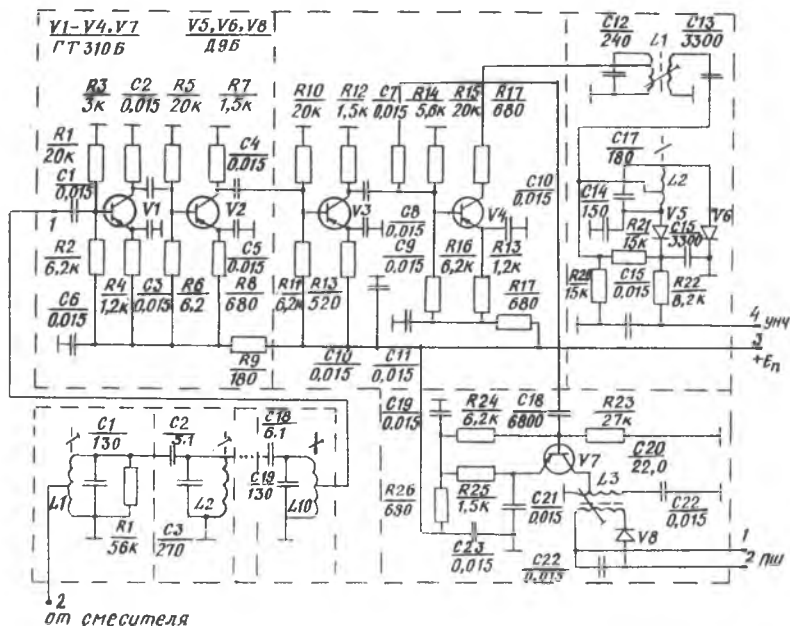 V1-V4,V7
ГТ 310Б
V5,V6,V8
Д9Б
R3
3к
C2
0,015
R5
20к
R7
1,5к
R10
20к
R12
1,5к
C7
0,015
R14
5,6к
R15
20к
R17
680
C12
240
L1
C13
3300
R1
20к
C1
0,015
C4
0,015
C17
180
L2
C14
150
1
V1
V2
V3
V4
C10
0,015
V5
V6
R2
6,2к
C8
0,015
C9
0,015
R16
6,2к
R13
1,2к
R21
15к
C15
3300
C6
0,015
R4
1,2к
C3
0,015
R6
6,2
C5
0,015
R8
680
R11
6,2к
R13
520
R17
680
15к
C15
0,015
R22
8,2к
4
УНЧ
3
+Eп
R9
180
C10
0,015
C11
0,015
C1
130
C2
5.1
C18
6.1
C19
0,015
R24
6,2к
C18
6800
R23
27к
V7
C20
22,0
L1
L2
C19
130
L10
R26
680
R25
1,5к
C21
0,015
L3
C22
0,015
R1
56к
C3
270
C23
0,015
C22
0,015
V8
1
2
ПШ
2
от смесителя